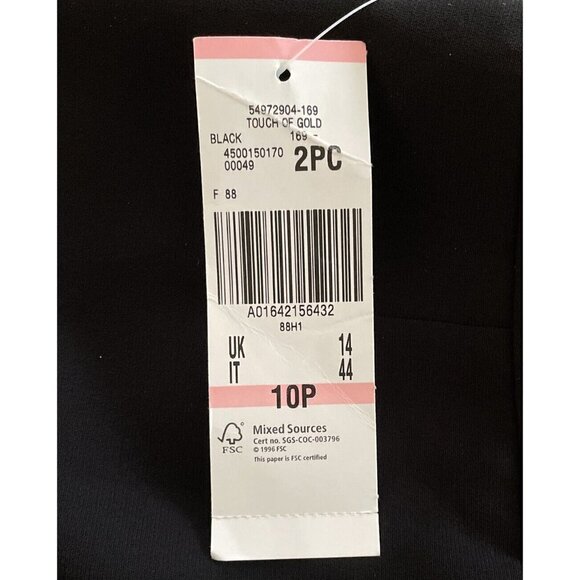 54972904-169
TOUCH OF GOLD
BLACK 169 -
4500150170 2PC
00049
F 88
A01642156432
88H1
UK 14
IT 44
10P
FSC
Mixed Sources
Cert no. SGS-COC-003796
© 1996 FSC
This paper is FSC certified